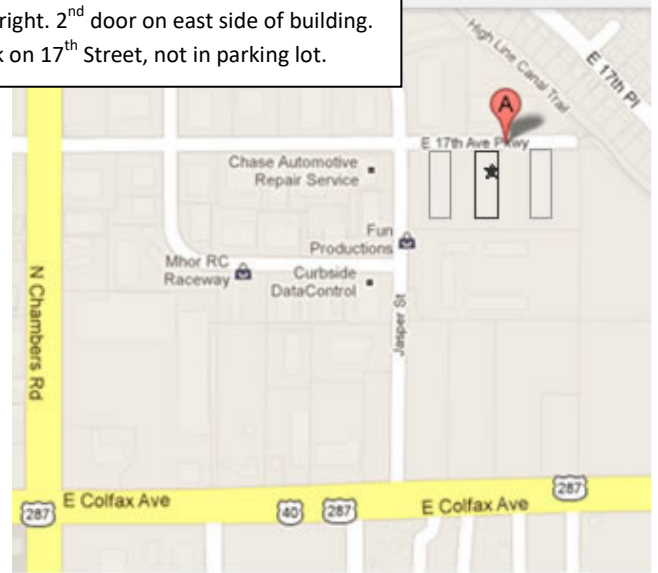 right. 2nd door on east side of building.
on 17th Street, not in parking lot.
High Line Canal Trail
E 17th Pl
A
E 17th Ave Pkwy
Chase Automotive
Repair Service
Fun
Productions
Mhor RC
Raceway
Curbside
DataControl
N Chambers Rd
Jasper St
E Colfax Ave
287
40
287
E Colfax Ave
287